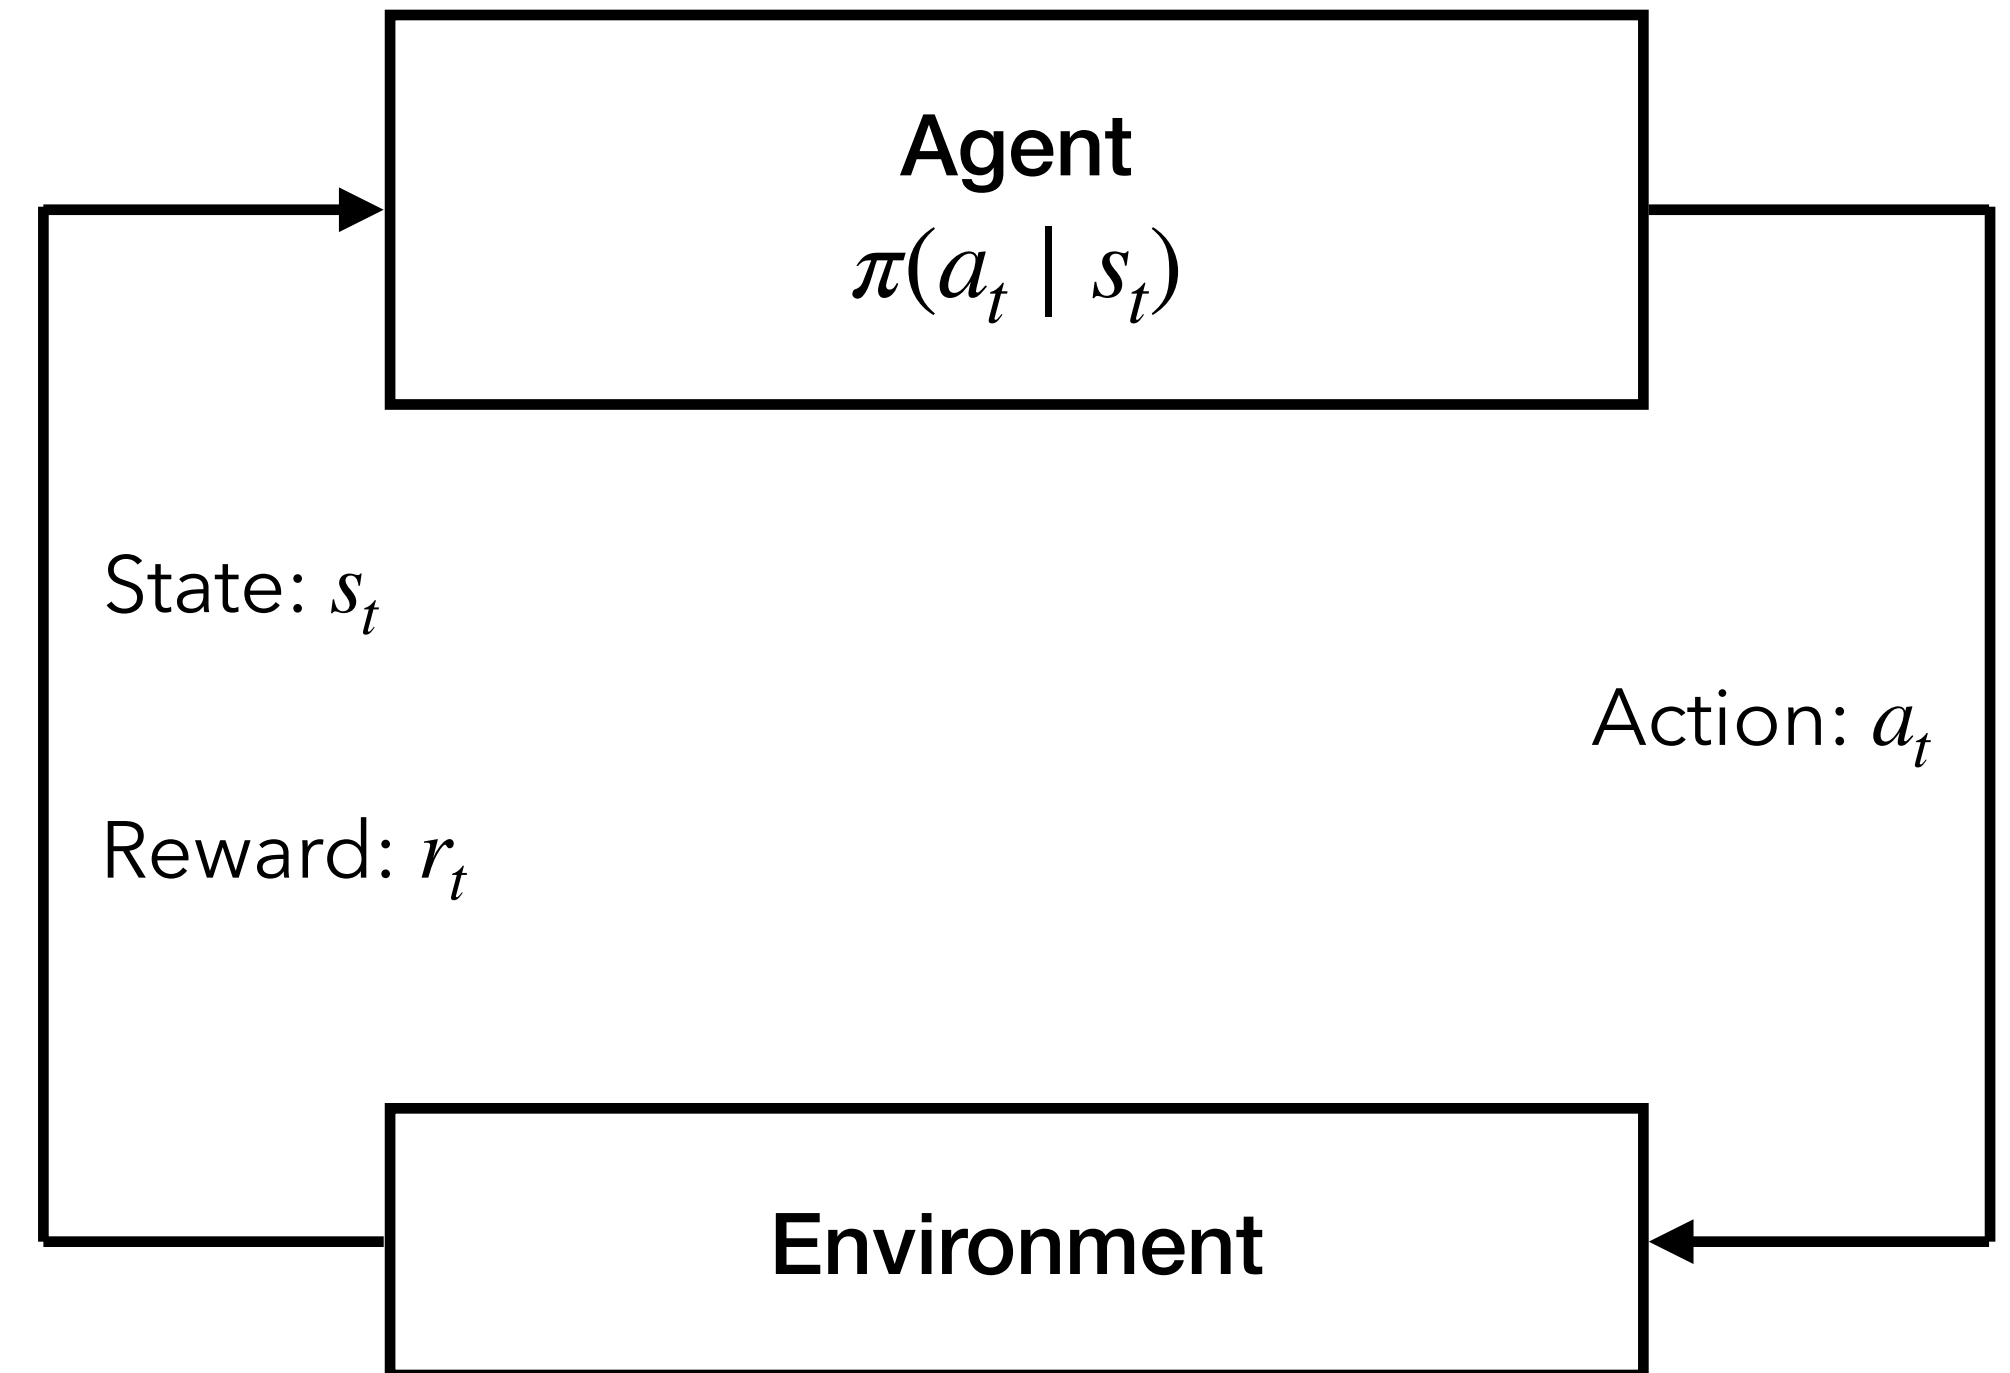 Agent
π(a_t | s_t)
State: s_t
Action: a_t
Reward: r_t
Environment